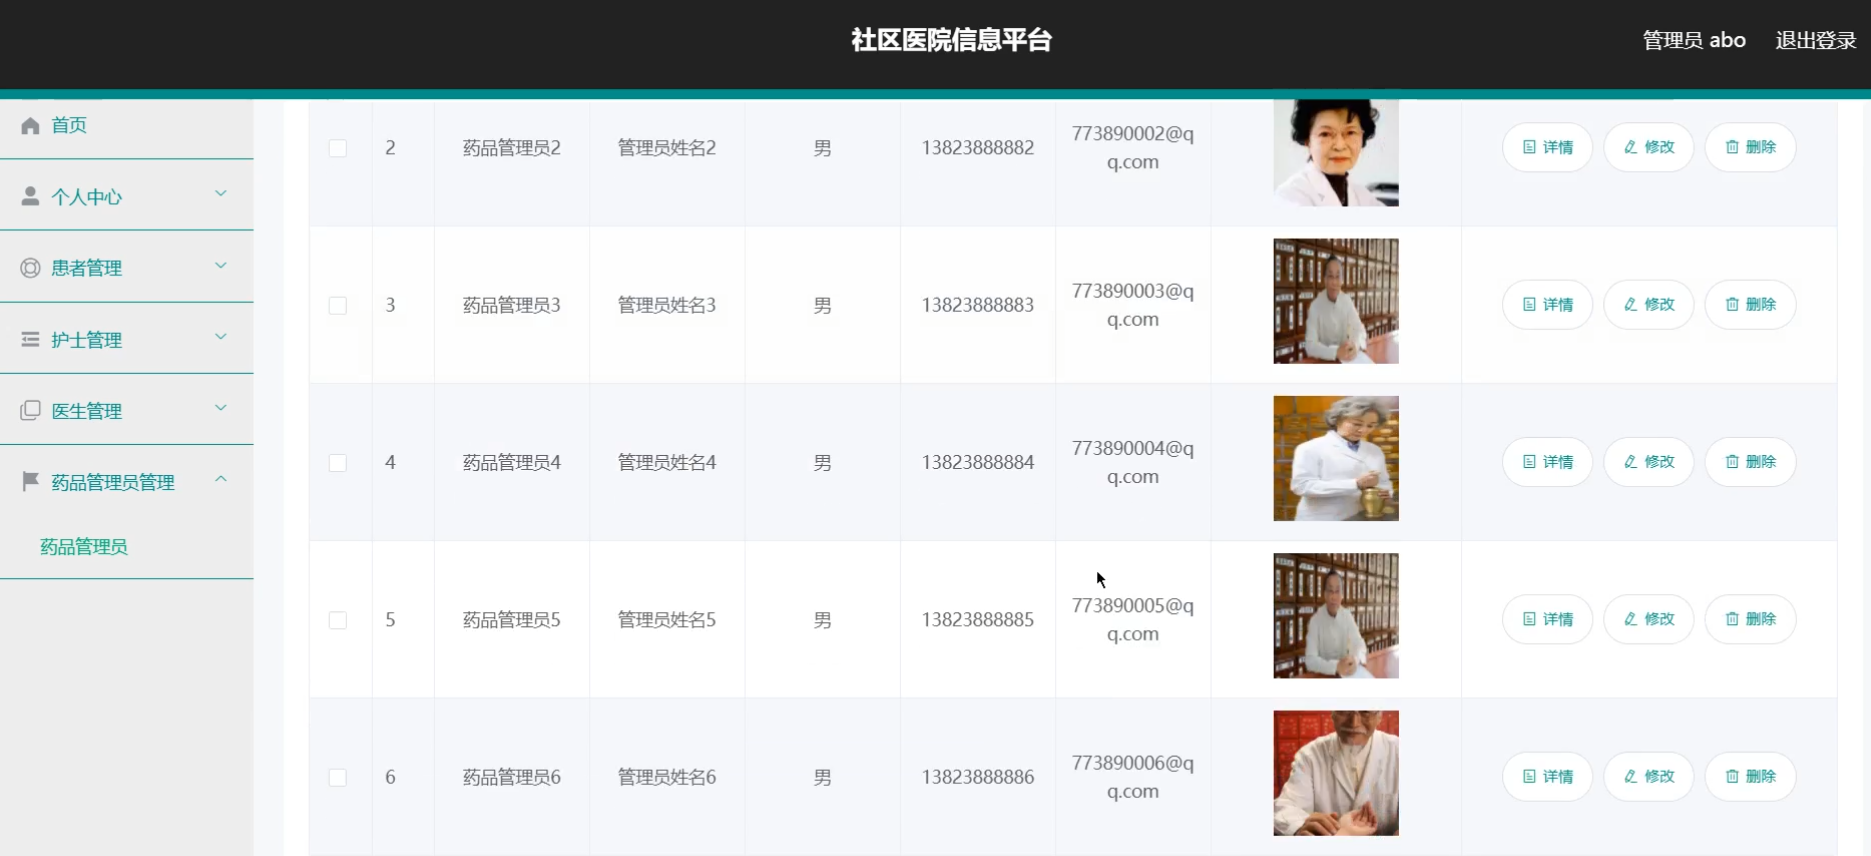 社区医院信息平台
管理员 abo
退出登录
首页
个人中心
患者管理
护士管理
医生管理
药品管理员管理
药品管理员
2 药品管理员2 管理员姓名2 男 13823888882 773890002@q
q.com
详情 修改 删除
3 药品管理员3 管理员姓名3 男 13823888883 773890003@q
q.com
详情 修改 删除
4 药品管理员4 管理员姓名4 男 13823888884 773890004@q
q.com
详情 修改 删除
5 药品管理员5 管理员姓名5 男 13823888885 773890005@q
q.com
详情 修改 删除
6 药品管理员6 管理员姓名6 男 13823888886 773890006@q
q.com
详情 修改 删除